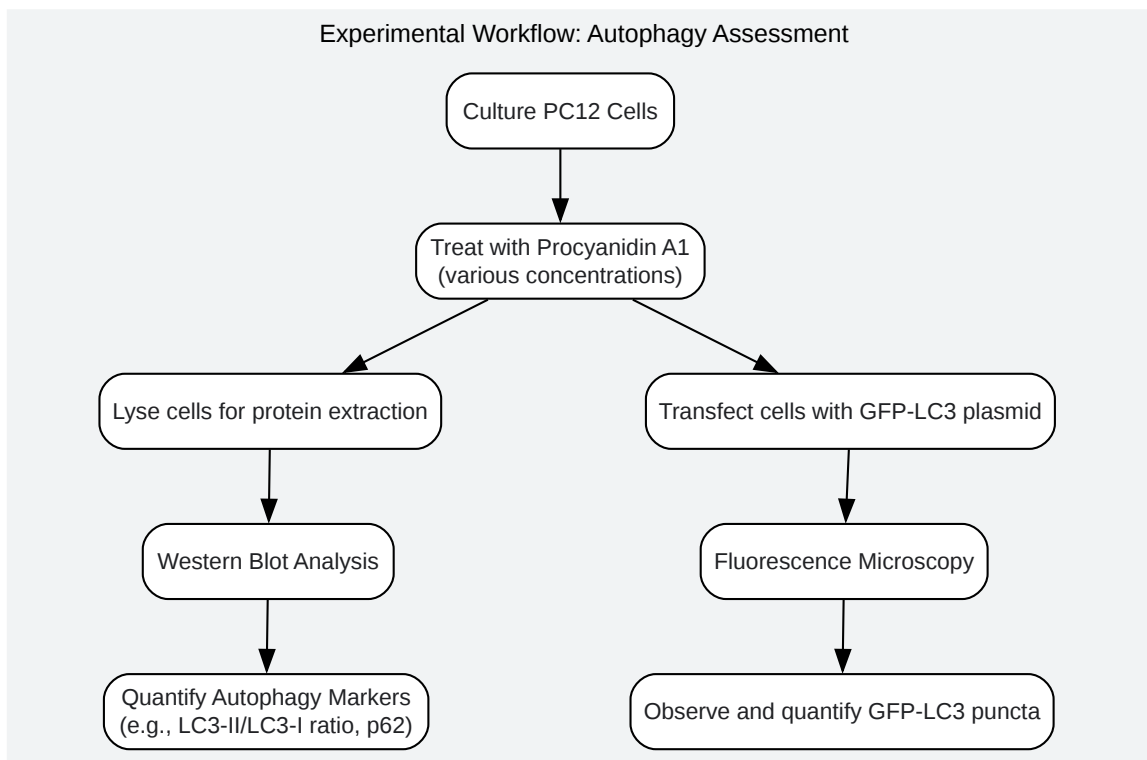 Experimental Workflow: Autophagy Assessment
Culture PC12 Cells
Treat with Procyanidin A1
(various concentrations)
Lyse cells for protein extraction
Transfect cells with GFP-LC3 plasmid
Western Blot Analysis
Fluorescence Microscopy
Quantify Autophagy Markers
(e.g., LC3-II/LC3-I ratio, p62)
Observe and quantify GFP-LC3 puncta